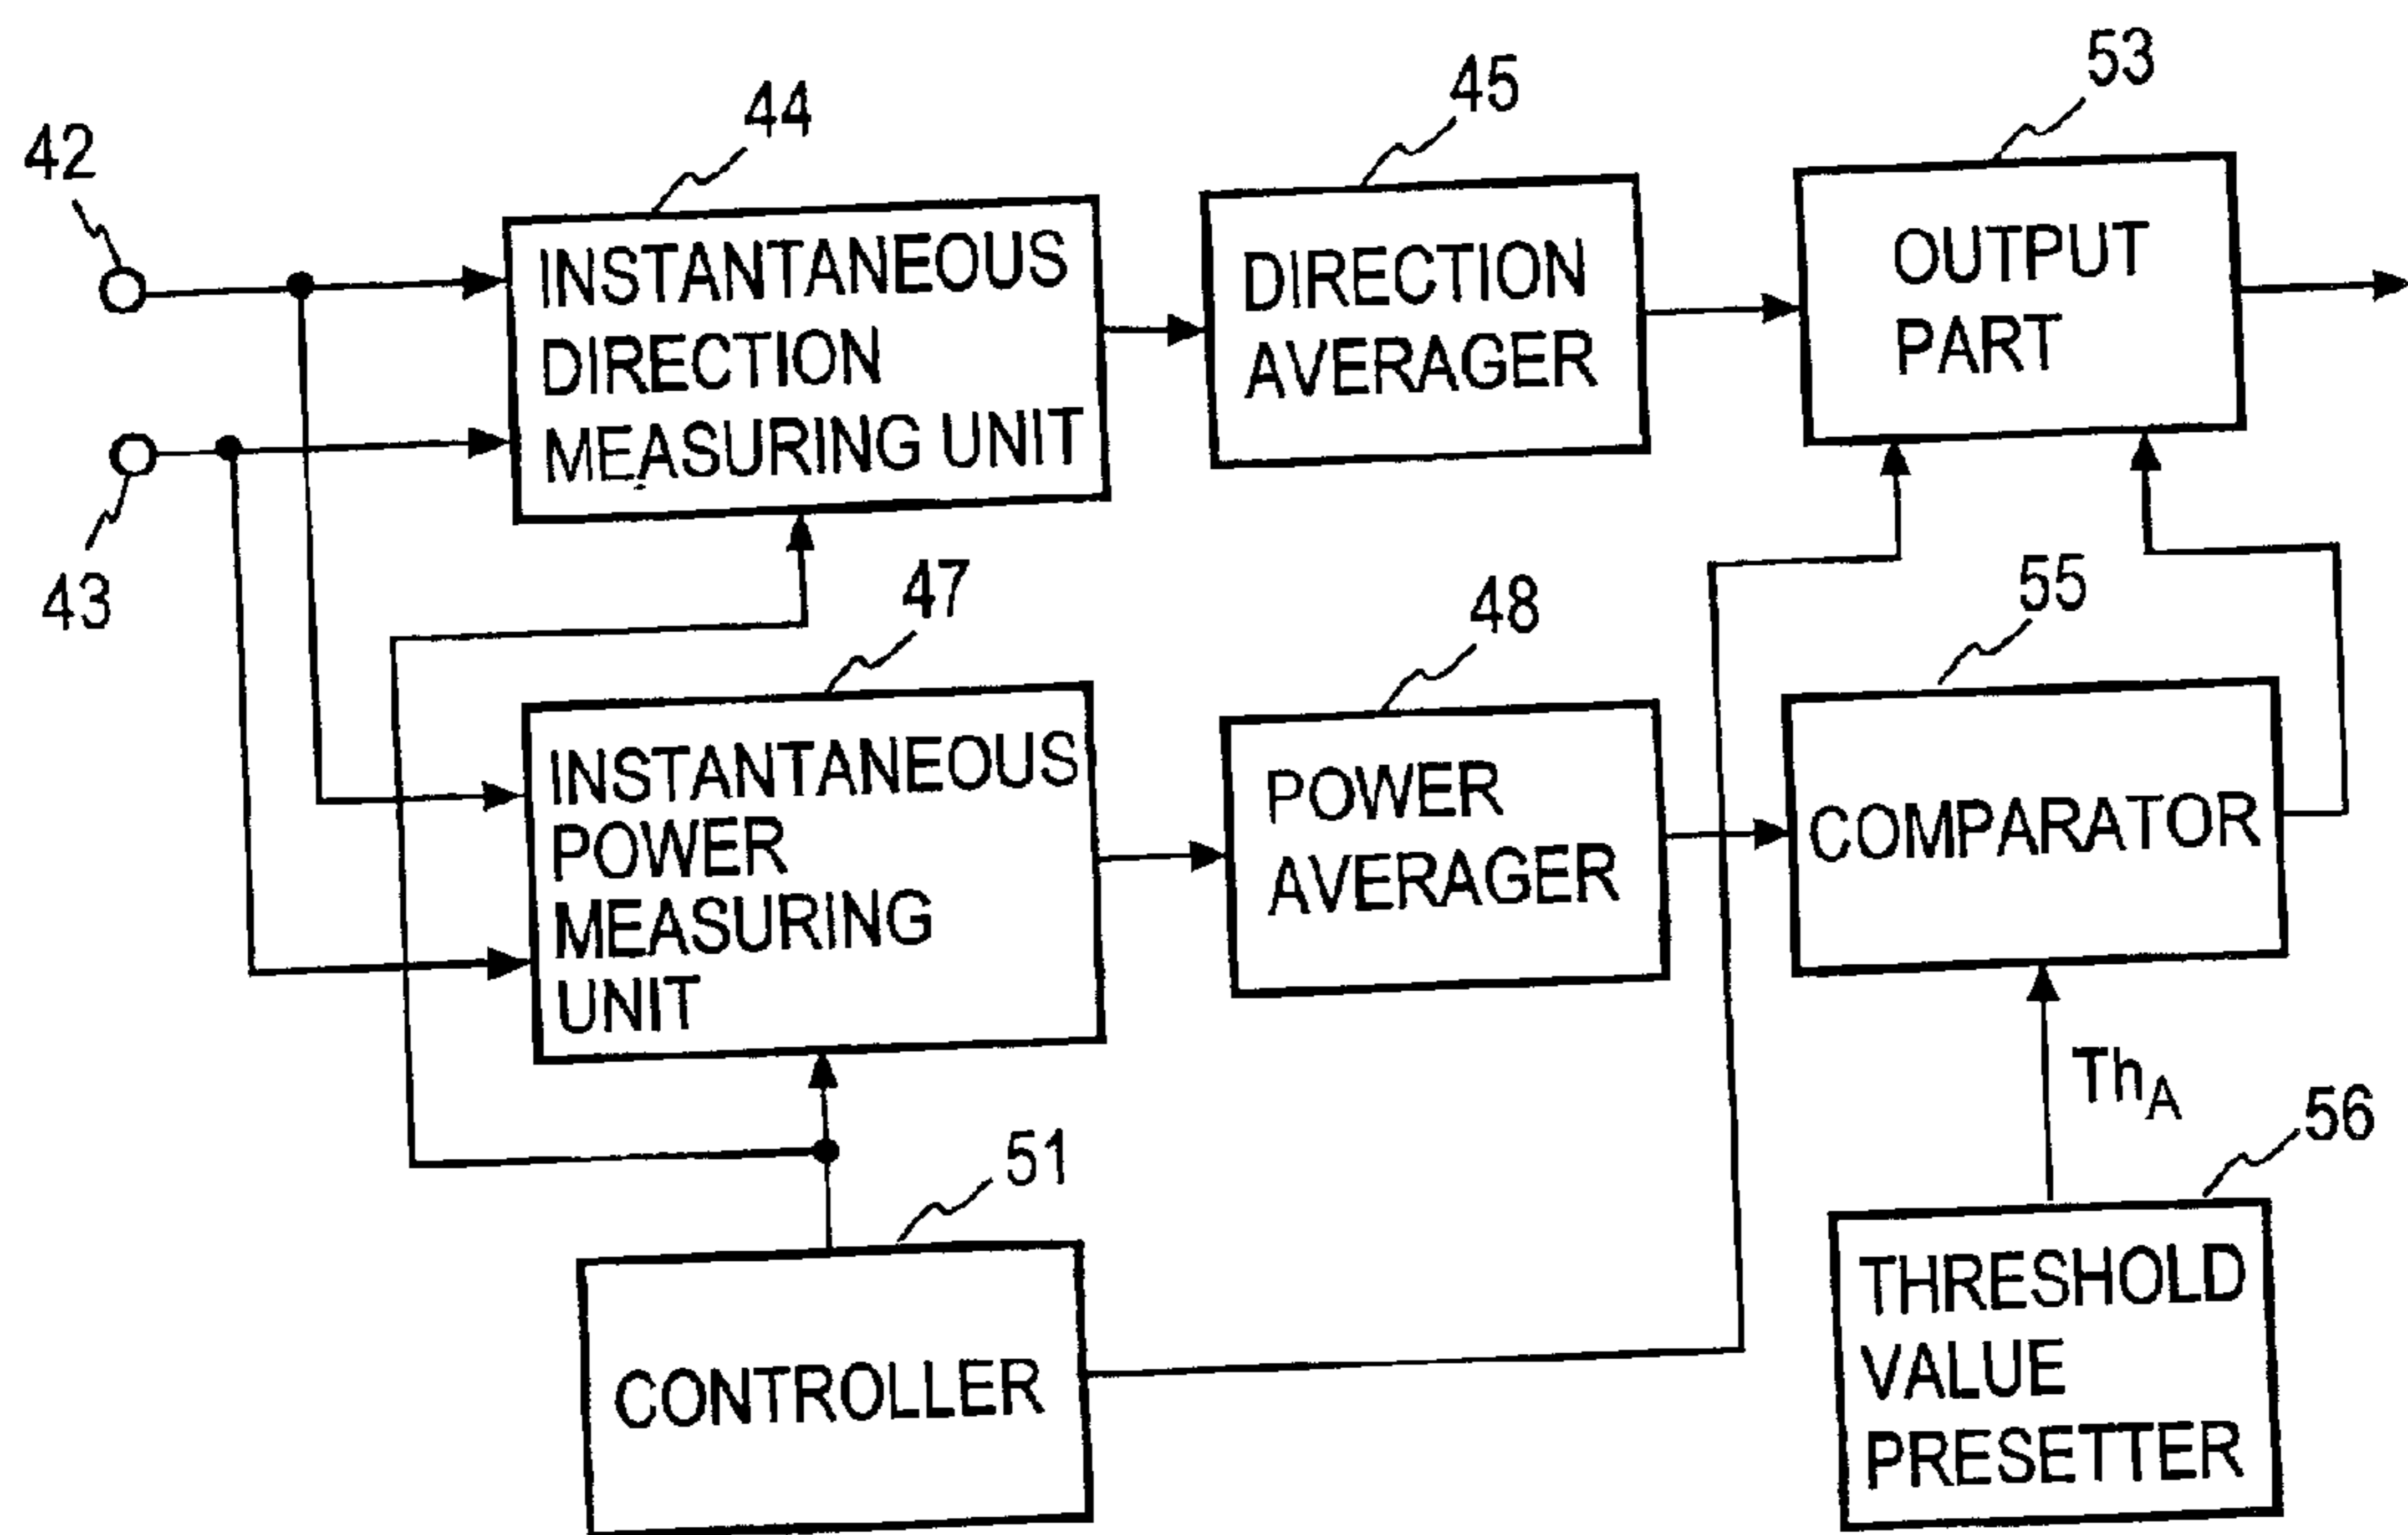 53
45
44
42
INSTANTANEOUS
DIRECTION
MEASURING UNIT
DIRECTION
AVERAGER
OUTPUT
PART
43
47
48
55
INSTANTANEOUS
POWER
MEASURING
UNIT
POWER
AVERAGER
COMPARATOR
Th_A
56
51
CONTROLLER
THRESHOLD
VALUE
PRESETTER